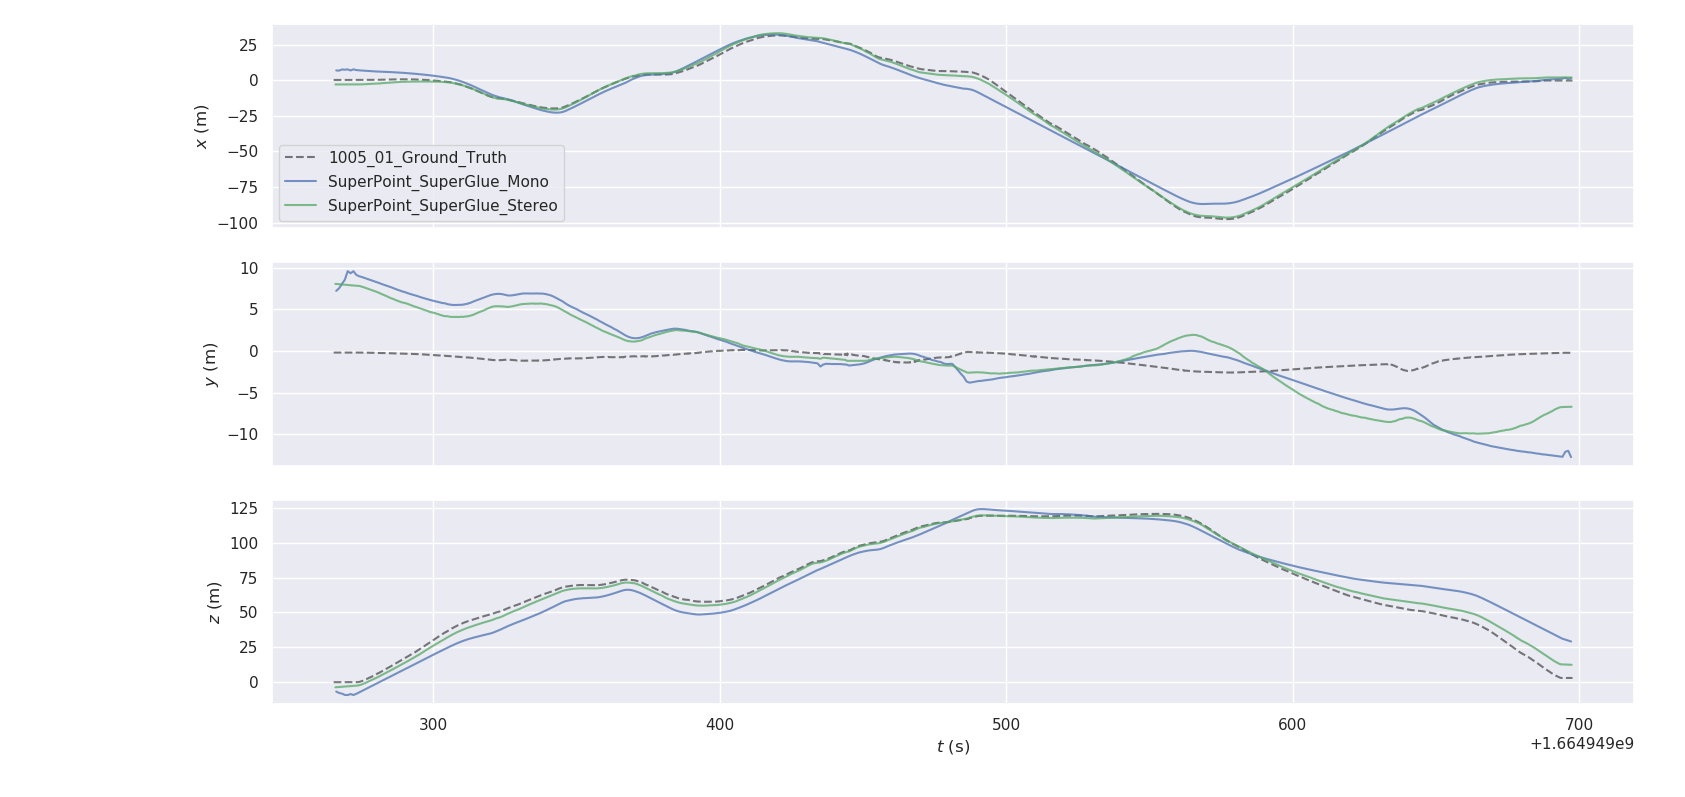 25
0
−25
−50
−75
−100
x (m)
1005_01_Ground_Truth
SuperPoint_SuperGlue_Mono
SuperPoint_SuperGlue_Stereo
10
5
0
−5
−10
y (m)
125
100
75
50
25
0
z (m)
300 400 500 600 700
t (s)
+1.664949e9